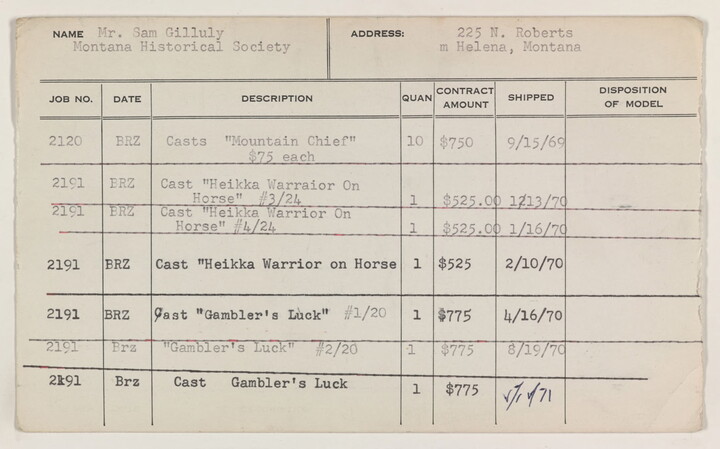 NAME Mr. Sam Gilluly ADDRESS: 225 N. Roberts
Montana Historical Society m Helena, Montana
JOB NO. DATE DESCRIPTION QUAN CONTRACT AMOUNT SHIPPED DISPOSITION OF MODEL
2120 BRZ Casts "Mountain Chief" 10 $750 9/15/69
$75 each
2191 BRZ Cast "Heikka Warraior On
Horse" #3/24 1 $525.00 1/13/70
2191 BRZ Cast "Heikka Warrior On
Horse" #4/24 1 $525.00 1/16/70
2191 BRZ Cast "Heikka Warrior on Horse 1 $525 2/10/70
2191 BRZ Cast "Gambler's Luck" #1/20 1 $775 4/16/70
2191 Brz "Gambler's Luck" #2/20 1 $775 8/19/70
2191 Brz Cast Gambler's Luck 1 $775